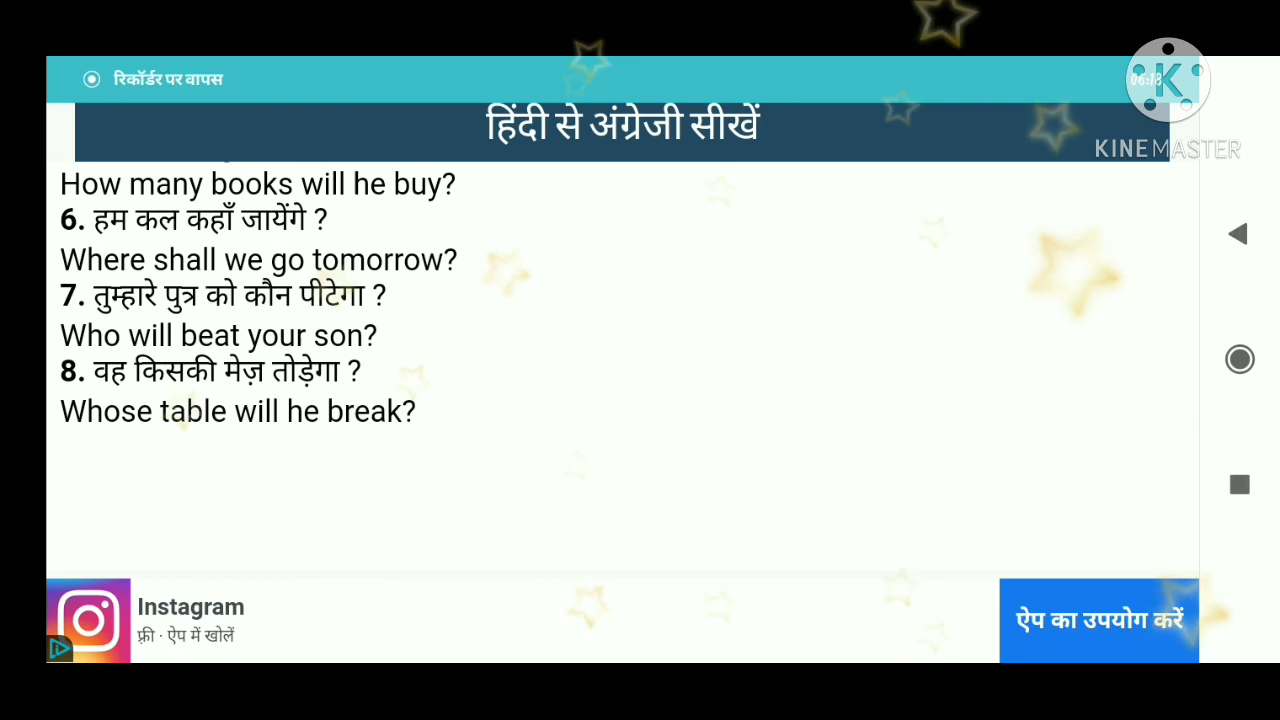 रिकॉर्डर पर वापस
06:18
हिंदी से अंग्रेजी सीखें
KINEMASTER
How many books will he buy?
6. हम कल कहाँ जायेंगे ?
Where shall we go tomorrow?
7. तुम्हारे पुत्र को कौन पीटेगा ?
Who will beat your son?
8. वह किसकी मेज़ तोड़ेगा ?
Whose table will he break?
Instagram
फ़्री · ऐप में खोलें
ऐप का उपयोग करें